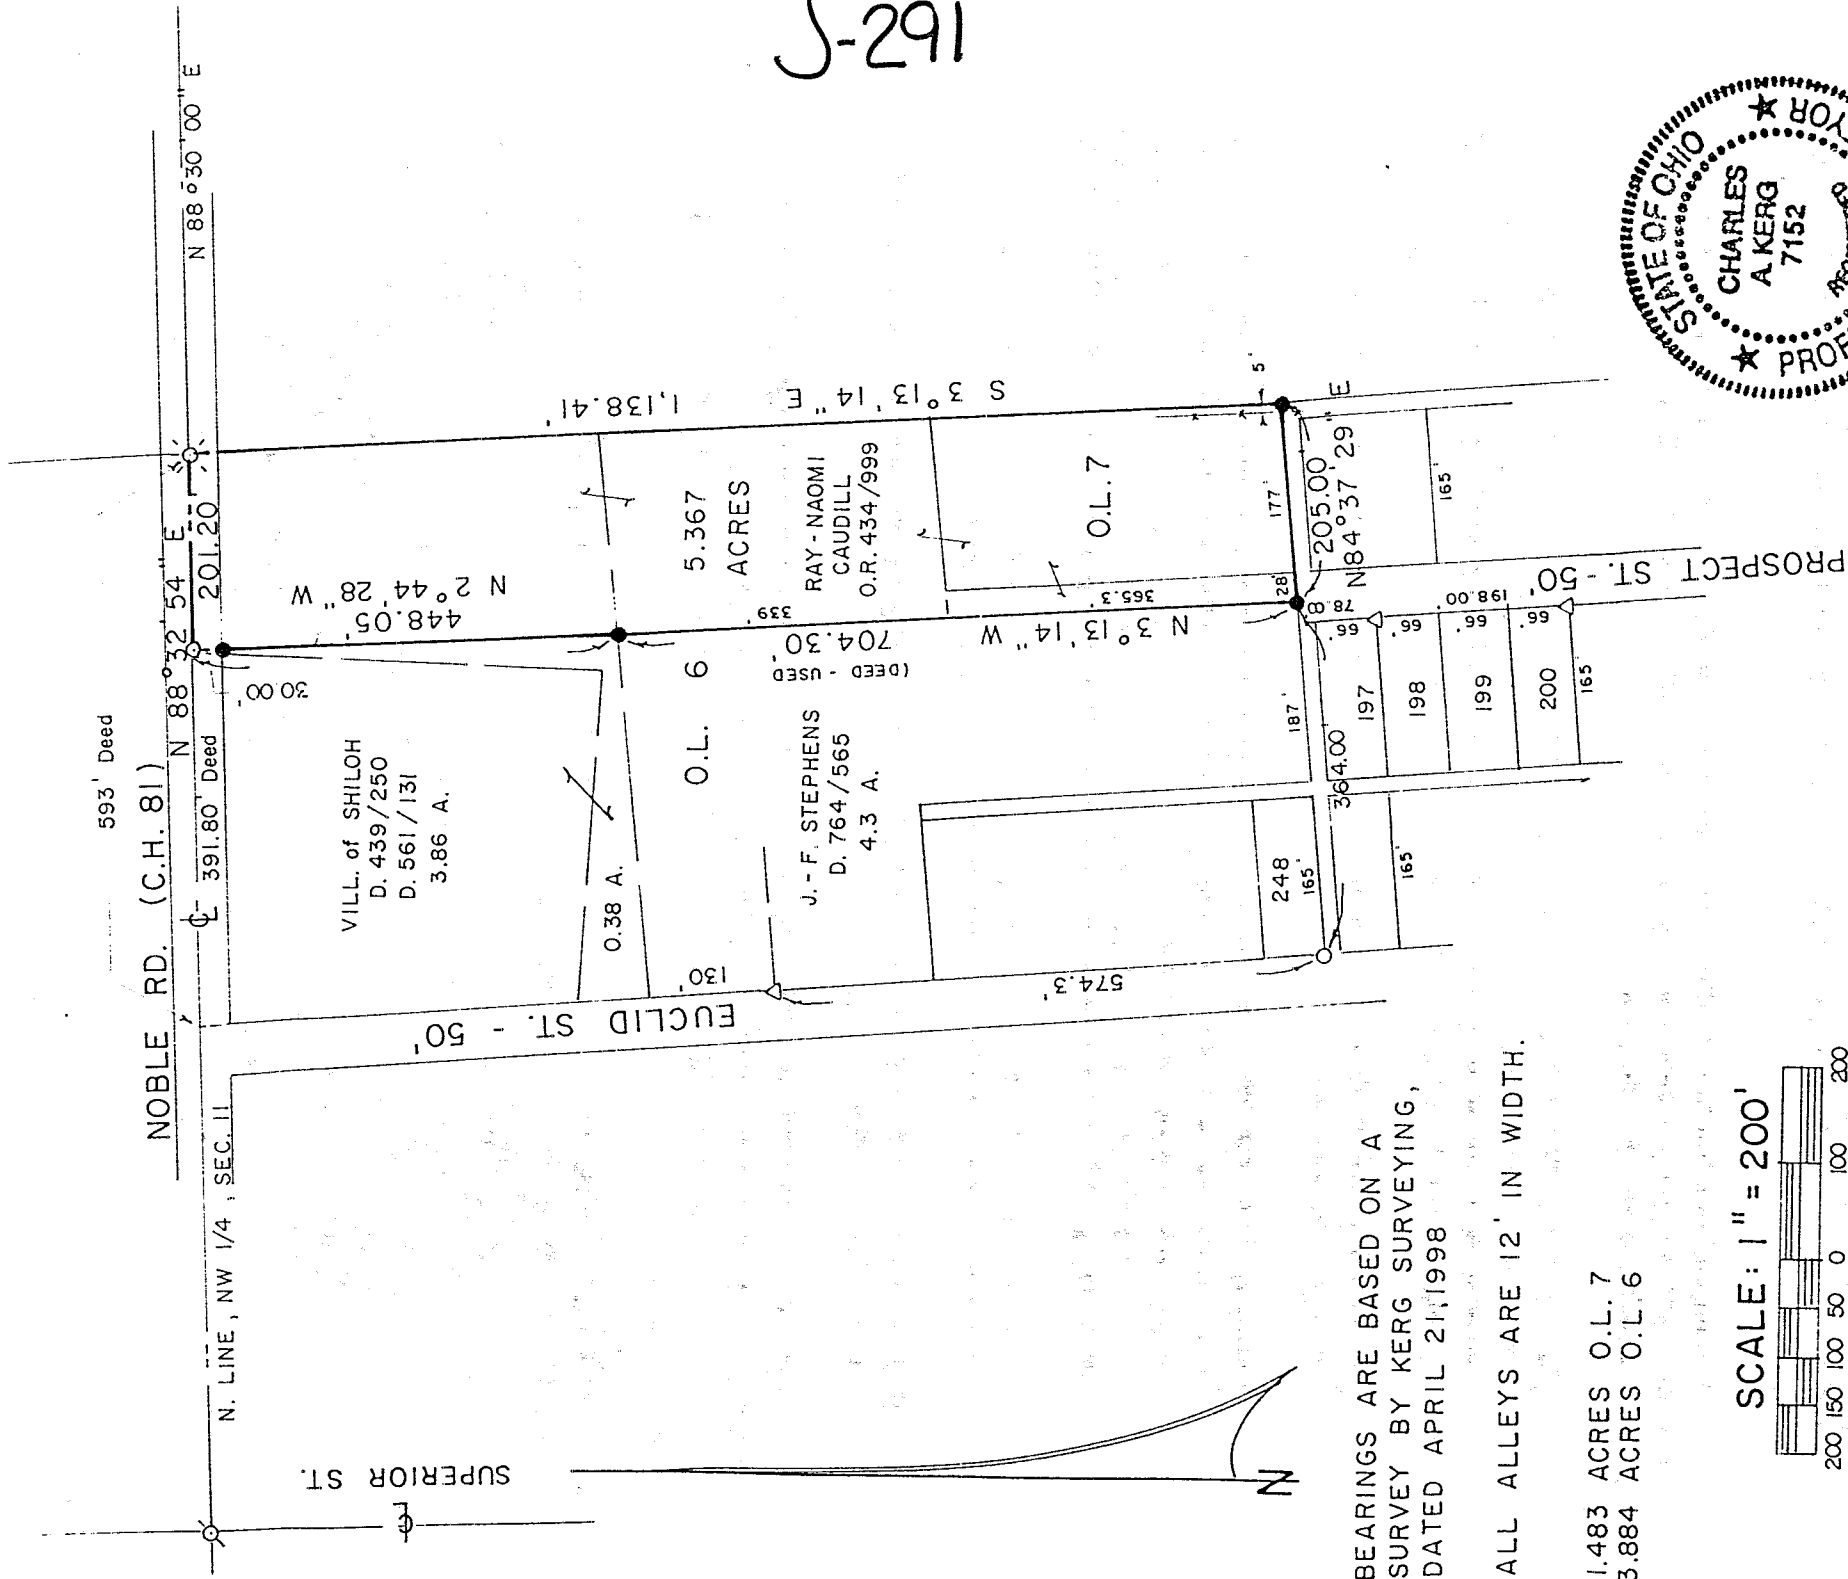 J-291
N 88°30'00" E
593' Deed
NOBLE RD. (C.H. 81)
N 88°32'54" E
201.20'
391.80' Deed
30.00'
N. LINE, NW 1/4, SEC. 11
SUPERIOR ST.
EUCLID ST. - 50'
VILL. of SHILOH
D. 439/250
D. 561/131
3.86 A.
0.38 A.
130'
574.3'
N 2°44'28" W
448.05'
S 3°13'14" E
1,138.41'
5.367
ACRES
RAY-NAOMI
CAUDILL
O.R. 434/999
O.L. 6
O.L. 7
339'
365.3'
N 3°13'14" W
704.30'
(DEED - USED
J.-F. STEPHENS
D. 764/565
4.3 A.
5'
177'
28'
205.00'
N 84°37'29" E
165'
PROSPECT ST. - 50'
78.8'
198.00'
66'
66'
66'
66'
187'
364.00'
197
198
199
200
165'
248
165'
165'
N
BEARINGS ARE BASED ON A
SURVEY BY KERG SURVEYING,
DATED APRIL 21, 1998
ALL ALLEYS ARE 12' IN WIDTH.
1.483 ACRES O.L. 7
3.884 ACRES O.L. 6
SCALE: 1" = 200'
200 150 100 50 0 100 200
STATE OF OHIO
CHARLES
A. KERG
7152